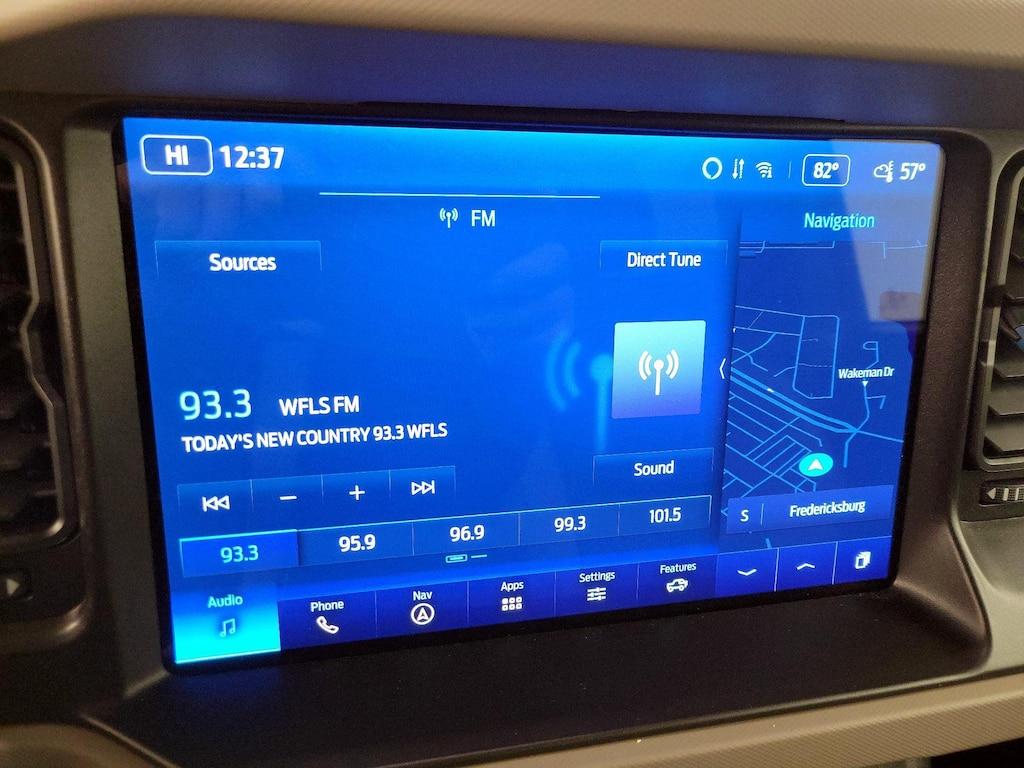 HI 12:37 82° 57°
FM
Navigation
Sources
Direct Tune
Wakeman Dr
93.3 WFLS FM
TODAY'S NEW COUNTRY 93.3 WFLS
Sound
S Fredericksburg
93.3 95.9 96.9 99.3 101.5
Audio Phone Nav Apps Settings Features